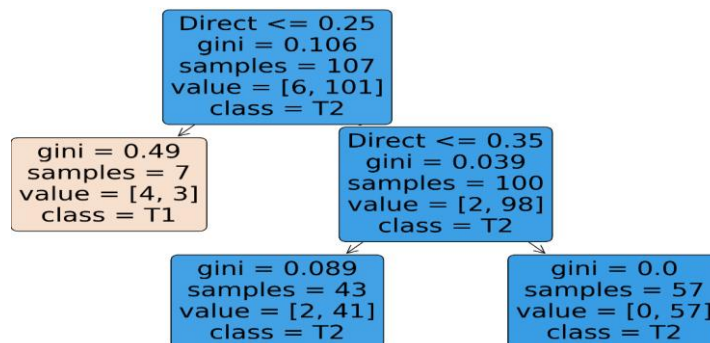 Direct <= 0.25
gini = 0.106
samples = 107
value = [6, 101]
class = T2
gini = 0.49
samples = 7
value = [4, 3]
class = T1
Direct <= 0.35
gini = 0.039
samples = 100
value = [2, 98]
class = T2
gini = 0.089
samples = 43
value = [2, 41]
class = T2
gini = 0.0
samples = 57
value = [0, 57]
class = T2